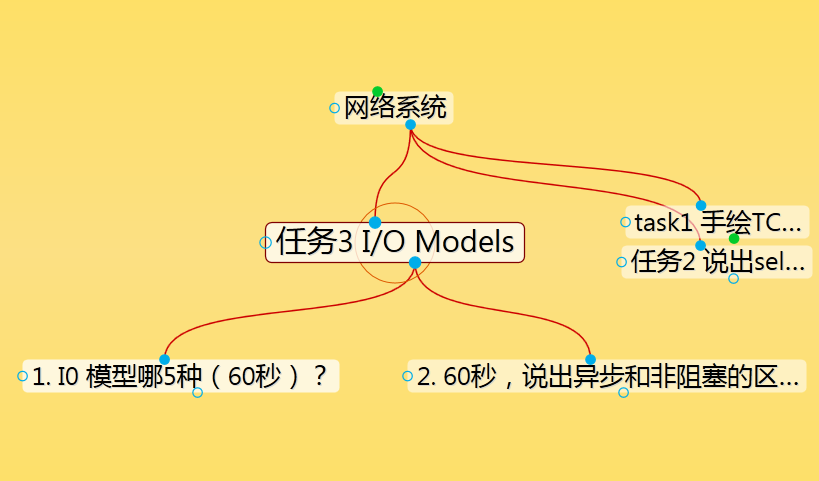 网络系统
task1 手绘TC...
任务3 I/O Models
任务2 说出sel...
1. I0 模型哪5种（60秒）？
2. 60秒，说出异步和非阻塞的区...